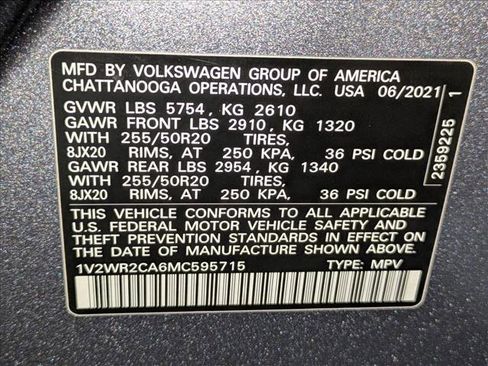 MFD BY VOLKSWAGEN GROUP OF AMERICA
CHATTANOOGA OPERATIONS, LLC. USA 06/2021
GVWR LBS 5754, KG 2610
GAWR FRONT LBS 2910, KG 1320
WITH 255/50R20 TIRES,
8JX20 RIMS, AT 250 KPA, 36 PSI COLD
GAWR REAR LBS 2954, KG 1340
WITH 255/50R20 TIRES,
8JX20 RIMS, AT 250 KPA, 36 PSI COLD
THIS VEHICLE CONFORMS TO ALL APPLICABLE
U.S. FEDERAL MOTOR VEHICLE SAFETY AND
THEFT PREVENTION STANDARDS IN EFFECT ON
THE DATE OF MANUFACTURE SHOWN ABOVE.
1V2WR2CA6MC595715 TYPE: MPV
2359225 1